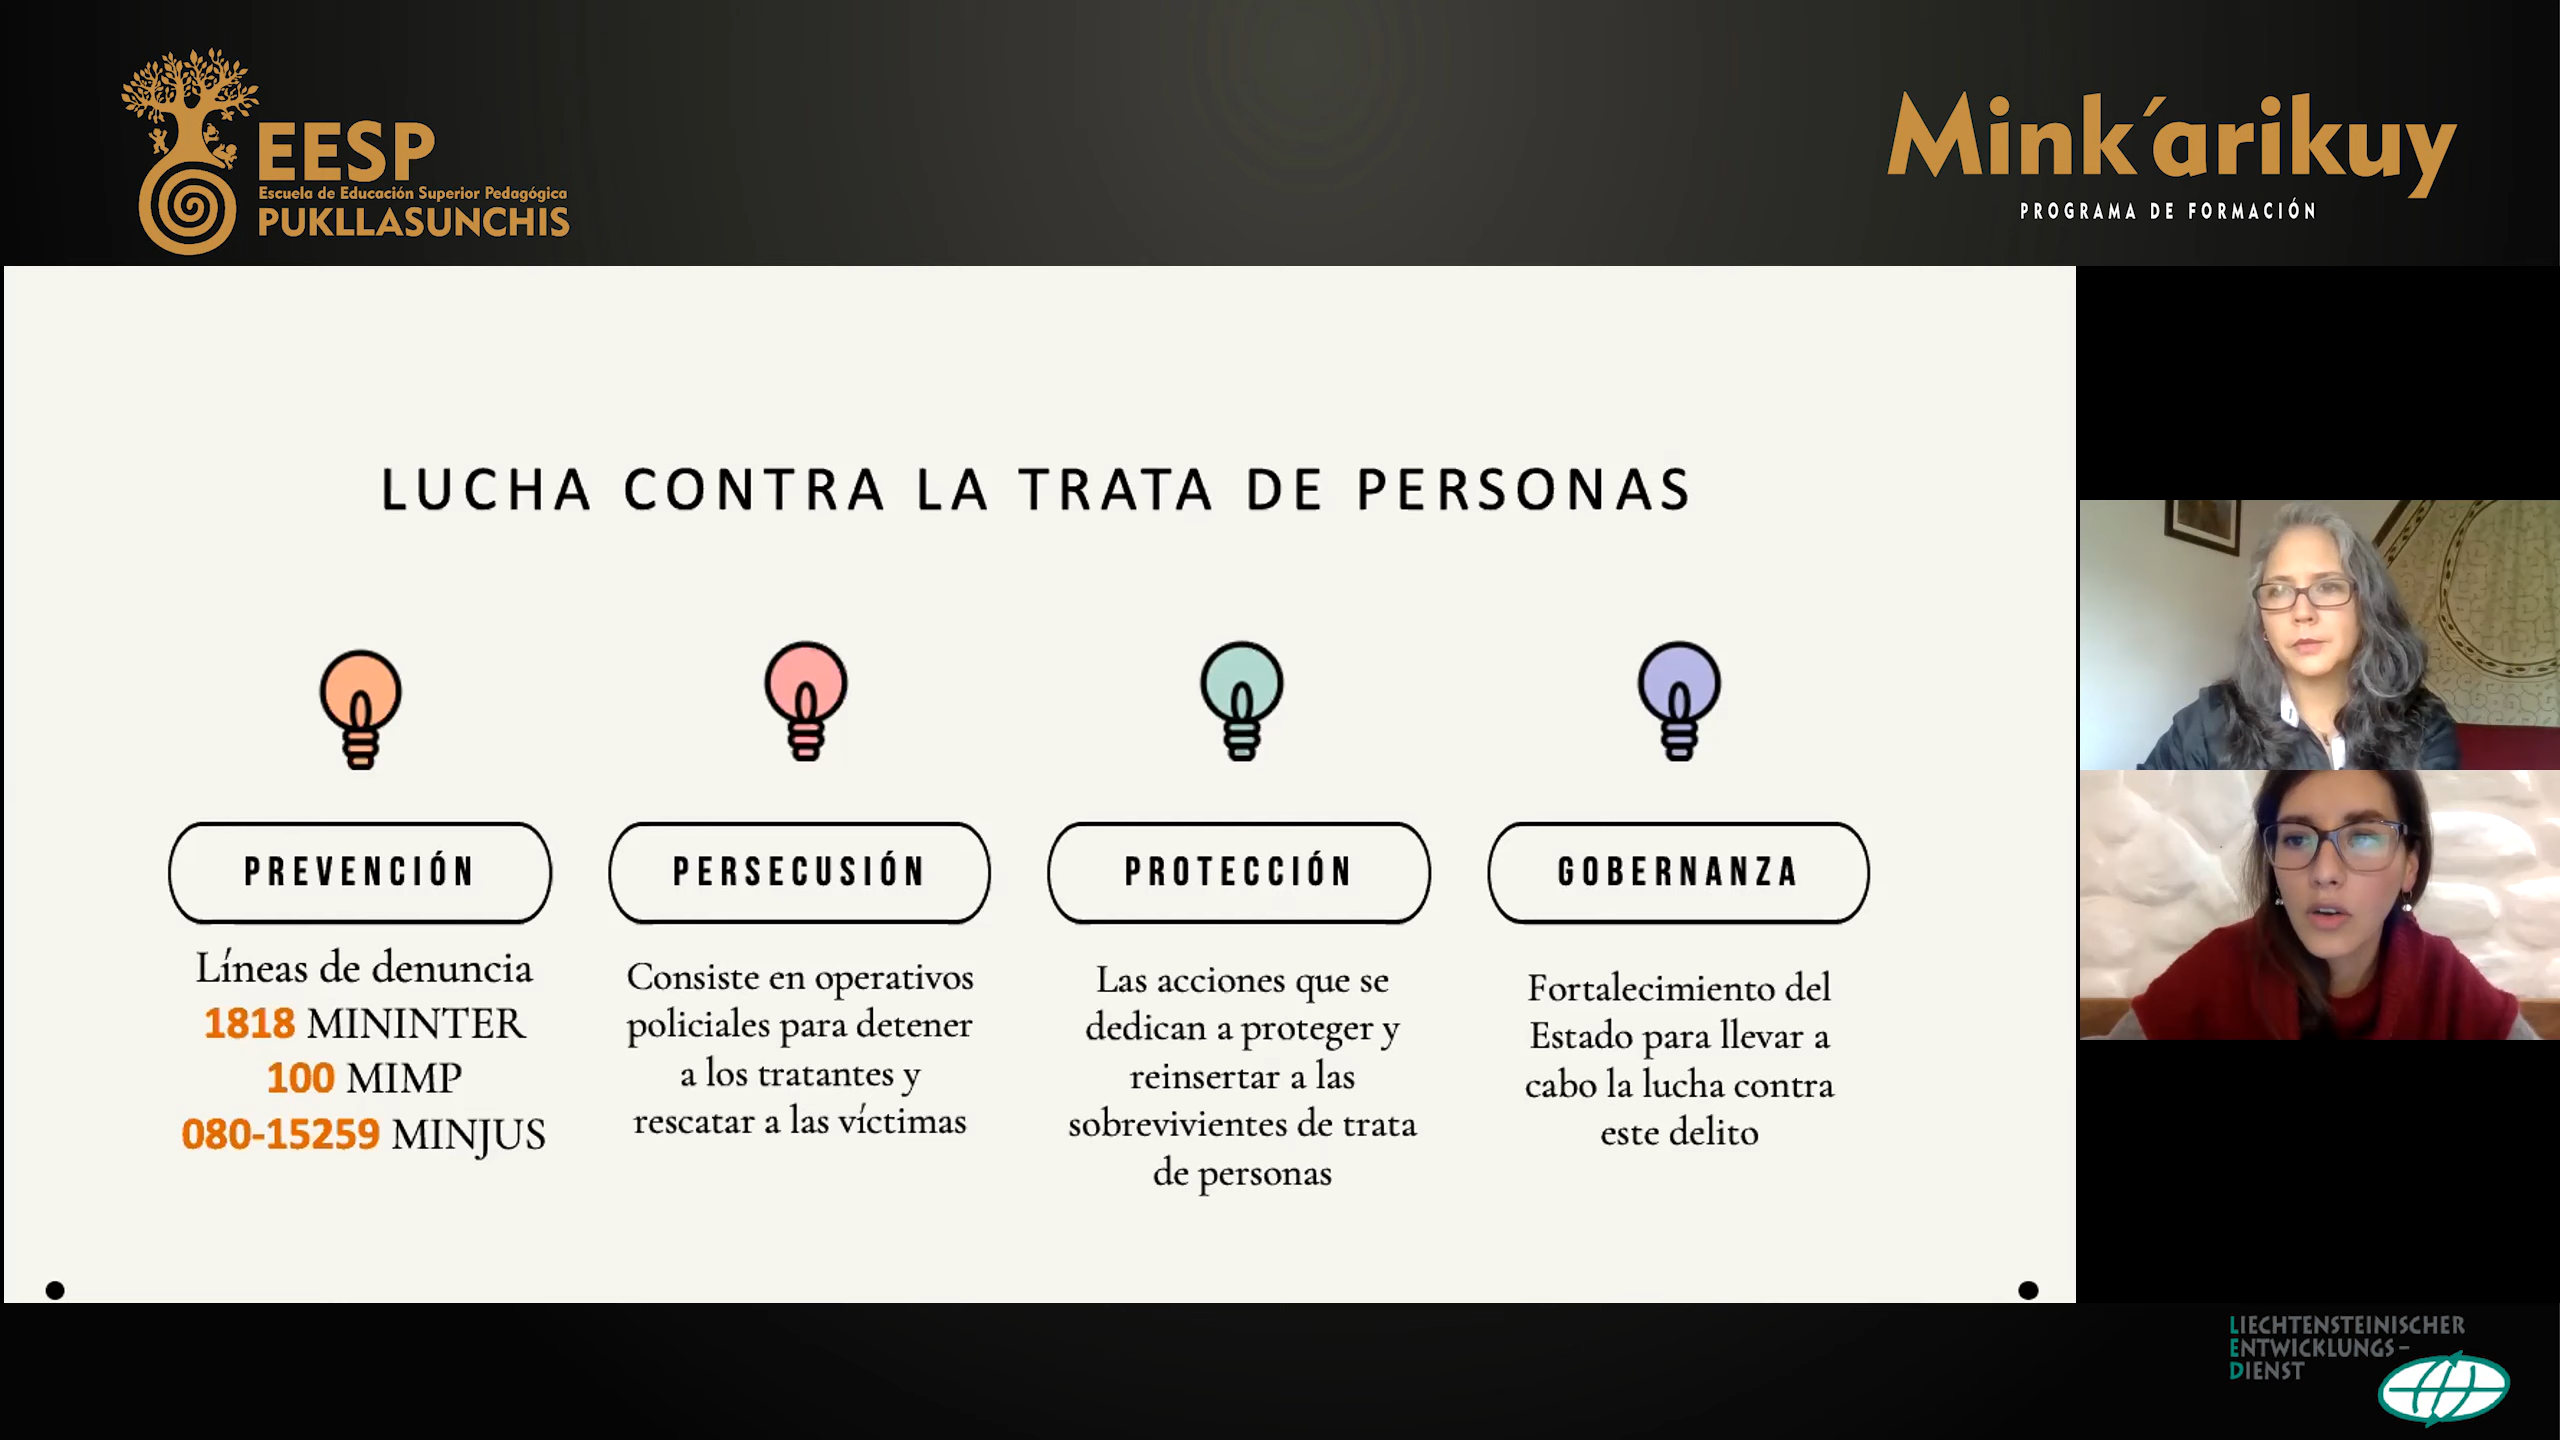 EESP
Escuela de Educación Superior Pedagógica
PUKLLASUNCHIS
Mink´arikuy
PROGRAMA DE FORMACIÓN
LUCHA CONTRA LA TRATA DE PERSONAS
PREVENCIÓN
Líneas de denuncia
1818 MININTER
100 MIMP
080-15259 MINJUS
PERSECUSIÓN
Consiste en operativos
policiales para detener
a los tratantes y
rescatar a las víctimas
PROTECCIÓN
Las acciones que se
dedican a proteger y
reinsertar a las
sobrevivientes de trata
de personas
GOBERNANZA
Fortalecimiento del
Estado para llevar a
cabo la lucha contra
este delito
LIECHTENSTEINISCHER
ENTWICKLUNGS-
DIENST